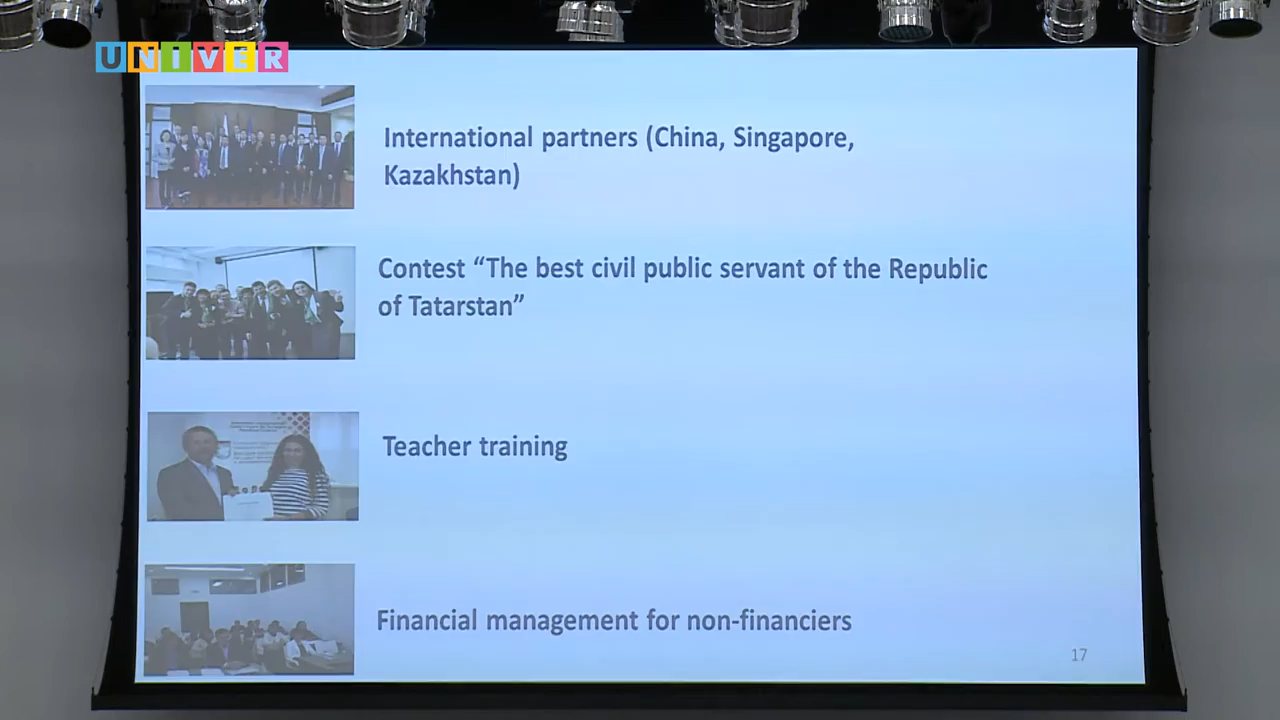 UNIVER
International partners (China, Singapore,
Kazakhstan)
Contest “The best civil public servant of the Republic
of Tatarstan”
Teacher training
Financial management for non-financiers
17